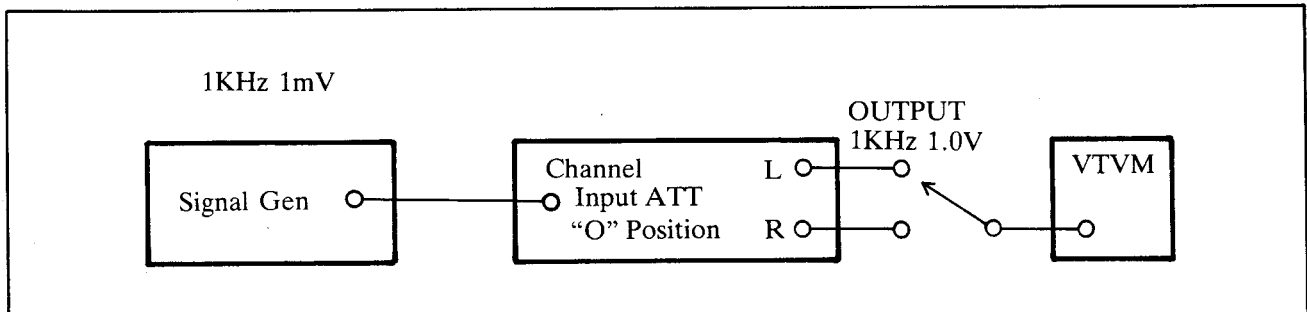 1KHz 1mV
Signal Gen
Channel
Input ATT
“O” Position
L
R
OUTPUT
1KHz 1.0V
VTVM